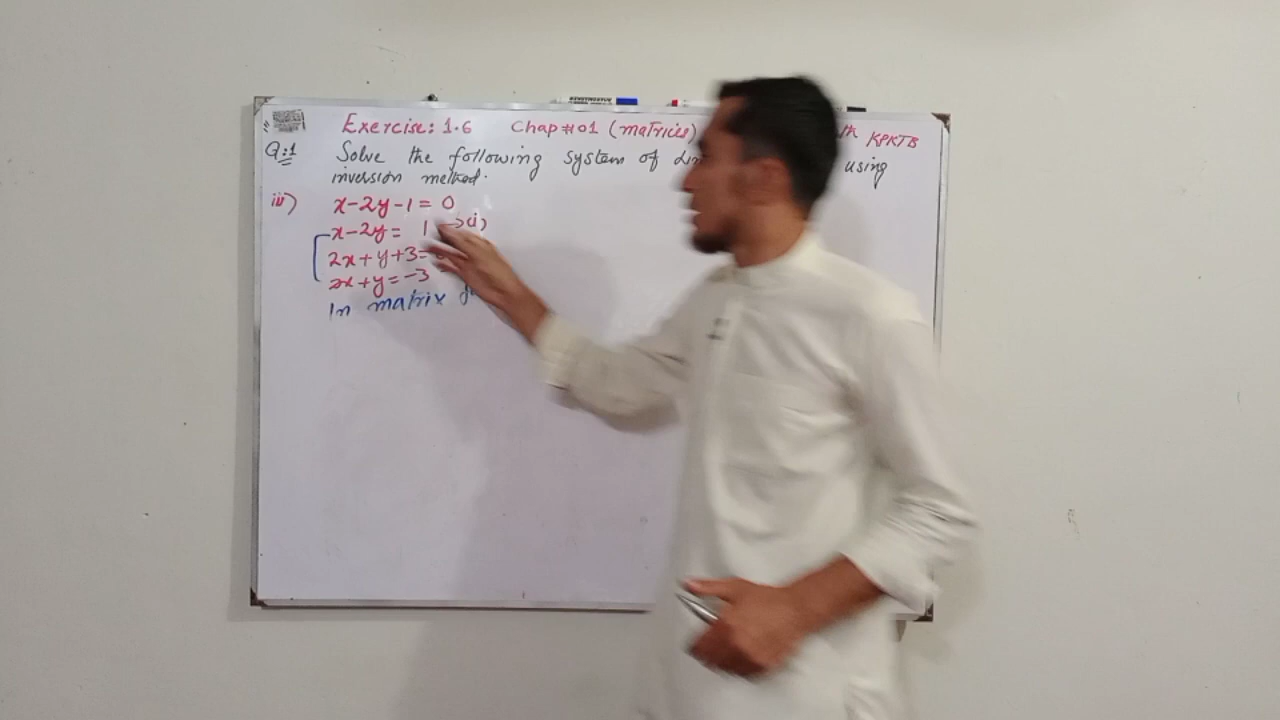 Exercise: 1.6 Chap#01 (matrices) KPKTB
Q:1 Solve the following system of using
inversion method.
iii) x-2y-1 = 0
x-2y = 1 →(i)
2x+y+3=
2x+y=-3
In matrix